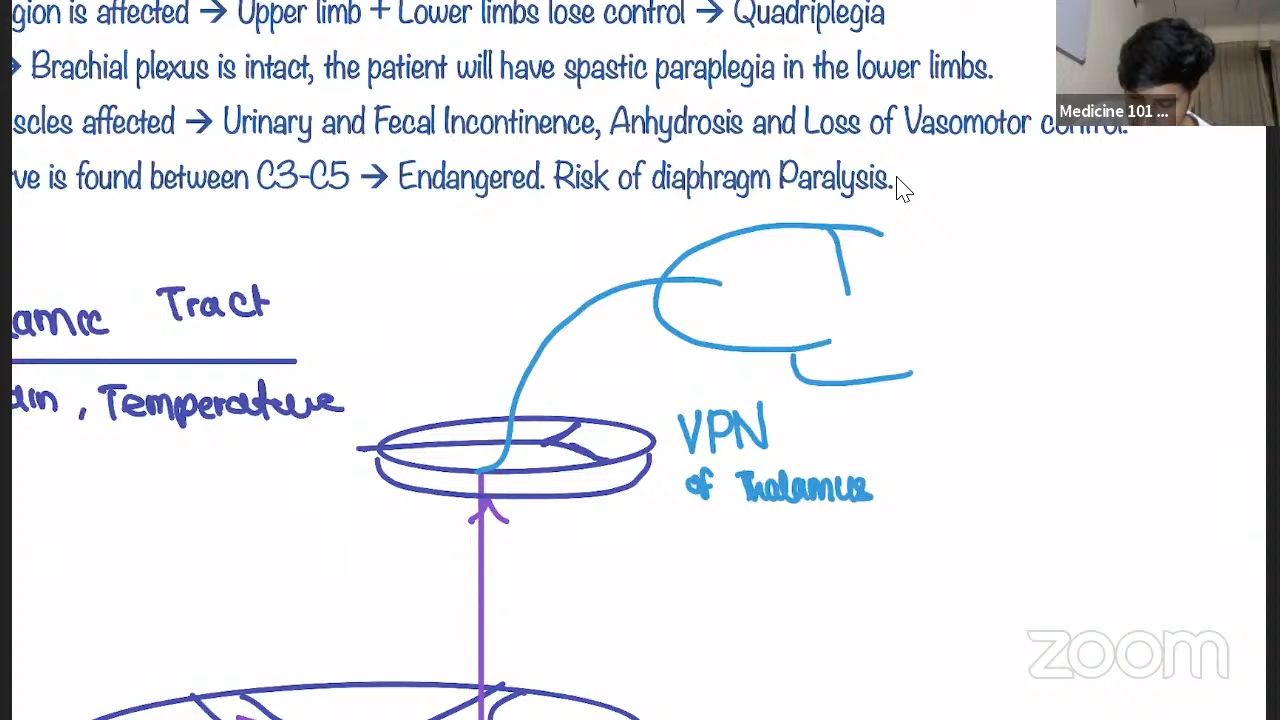 gion is affected → Upper limb + Lower limbs lose control → Quadriplegia
→ Brachial plexus is intact, the patient will have spastic paraplegia in the lower limbs.
scles affected → Urinary and Fecal Incontinence, Anhydrosis and Loss of Vasomotor control.
ve is found between C3-C5 → Endangered. Risk of diaphragm Paralysis.
Medicine 101 ...
amic Tract
ain, Temperature
VPN
of Thalamus
zoom